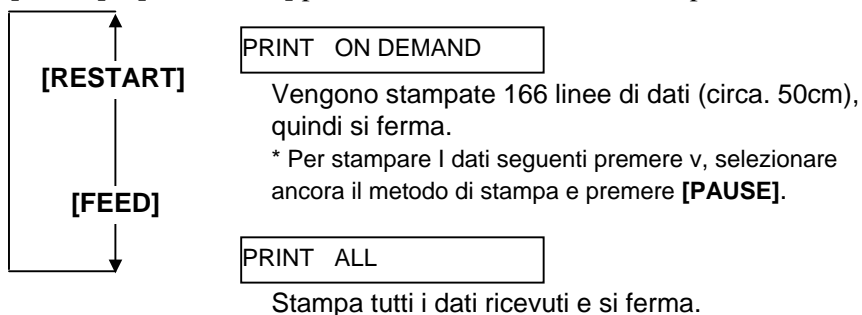 PRINT ON DEMAND
[RESTART]
Vengono stampate 166 linee di dati (circa. 50cm),
quindi si ferma.
* Per stampare I dati seguenti premere v, selezionare
ancora il metodo di stampa e premere [PAUSE].
[FEED]
PRINT ALL
Stampa tutti i dati ricevuti e si ferma.